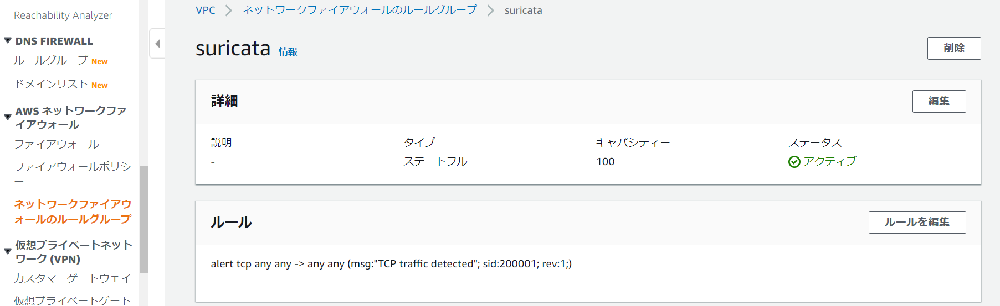 Reachability Analyzer
DNS FIREWALL
ルールグループ New
ドメインリスト New
AWS ネットワークファ
イアウォール
ファイアウォール
ファイアウォールポリシ
ー
ネットワークファイアウ
ォールのルールグループ
仮想プライベートネット
ワーク (VPN)
カスタマーゲートウェイ
仮想プライベートゲート
VPC > ネットワークファイアウォールのルールグループ > suricata
suricata 情報
削除
詳細
編集
説明 タイプ キャパシティー ステータス
- ステートフル 100 アクティブ
ルール
ルールを編集
alert tcp any any -> any any (msg:"TCP traffic detected"; sid:200001; rev:1;)